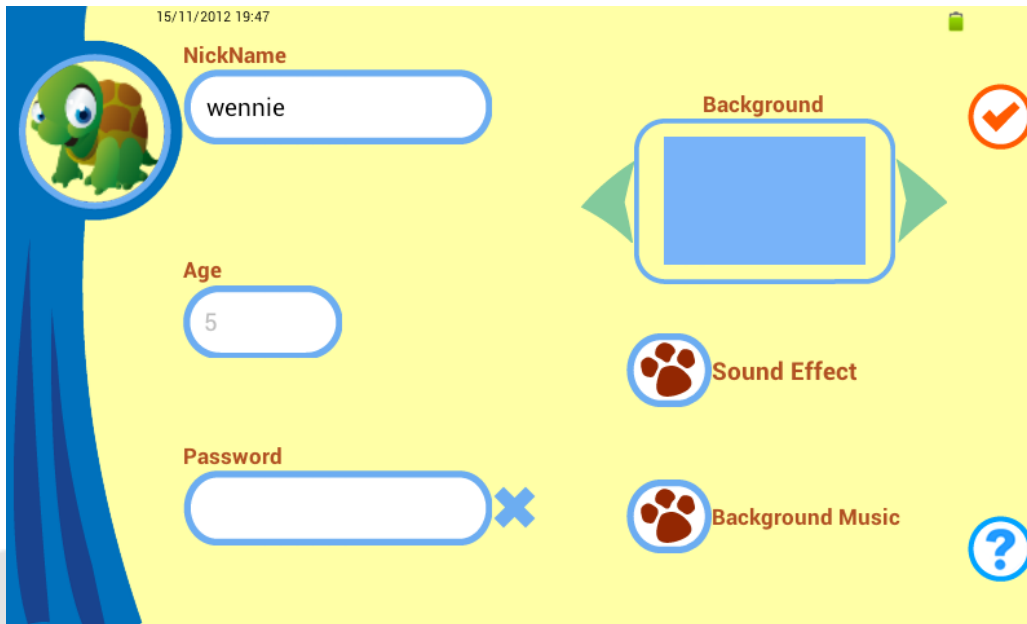 15/11/2012 19:47
NickName
wennie
Background
Age
5
Sound Effect
Password
Background Music
?